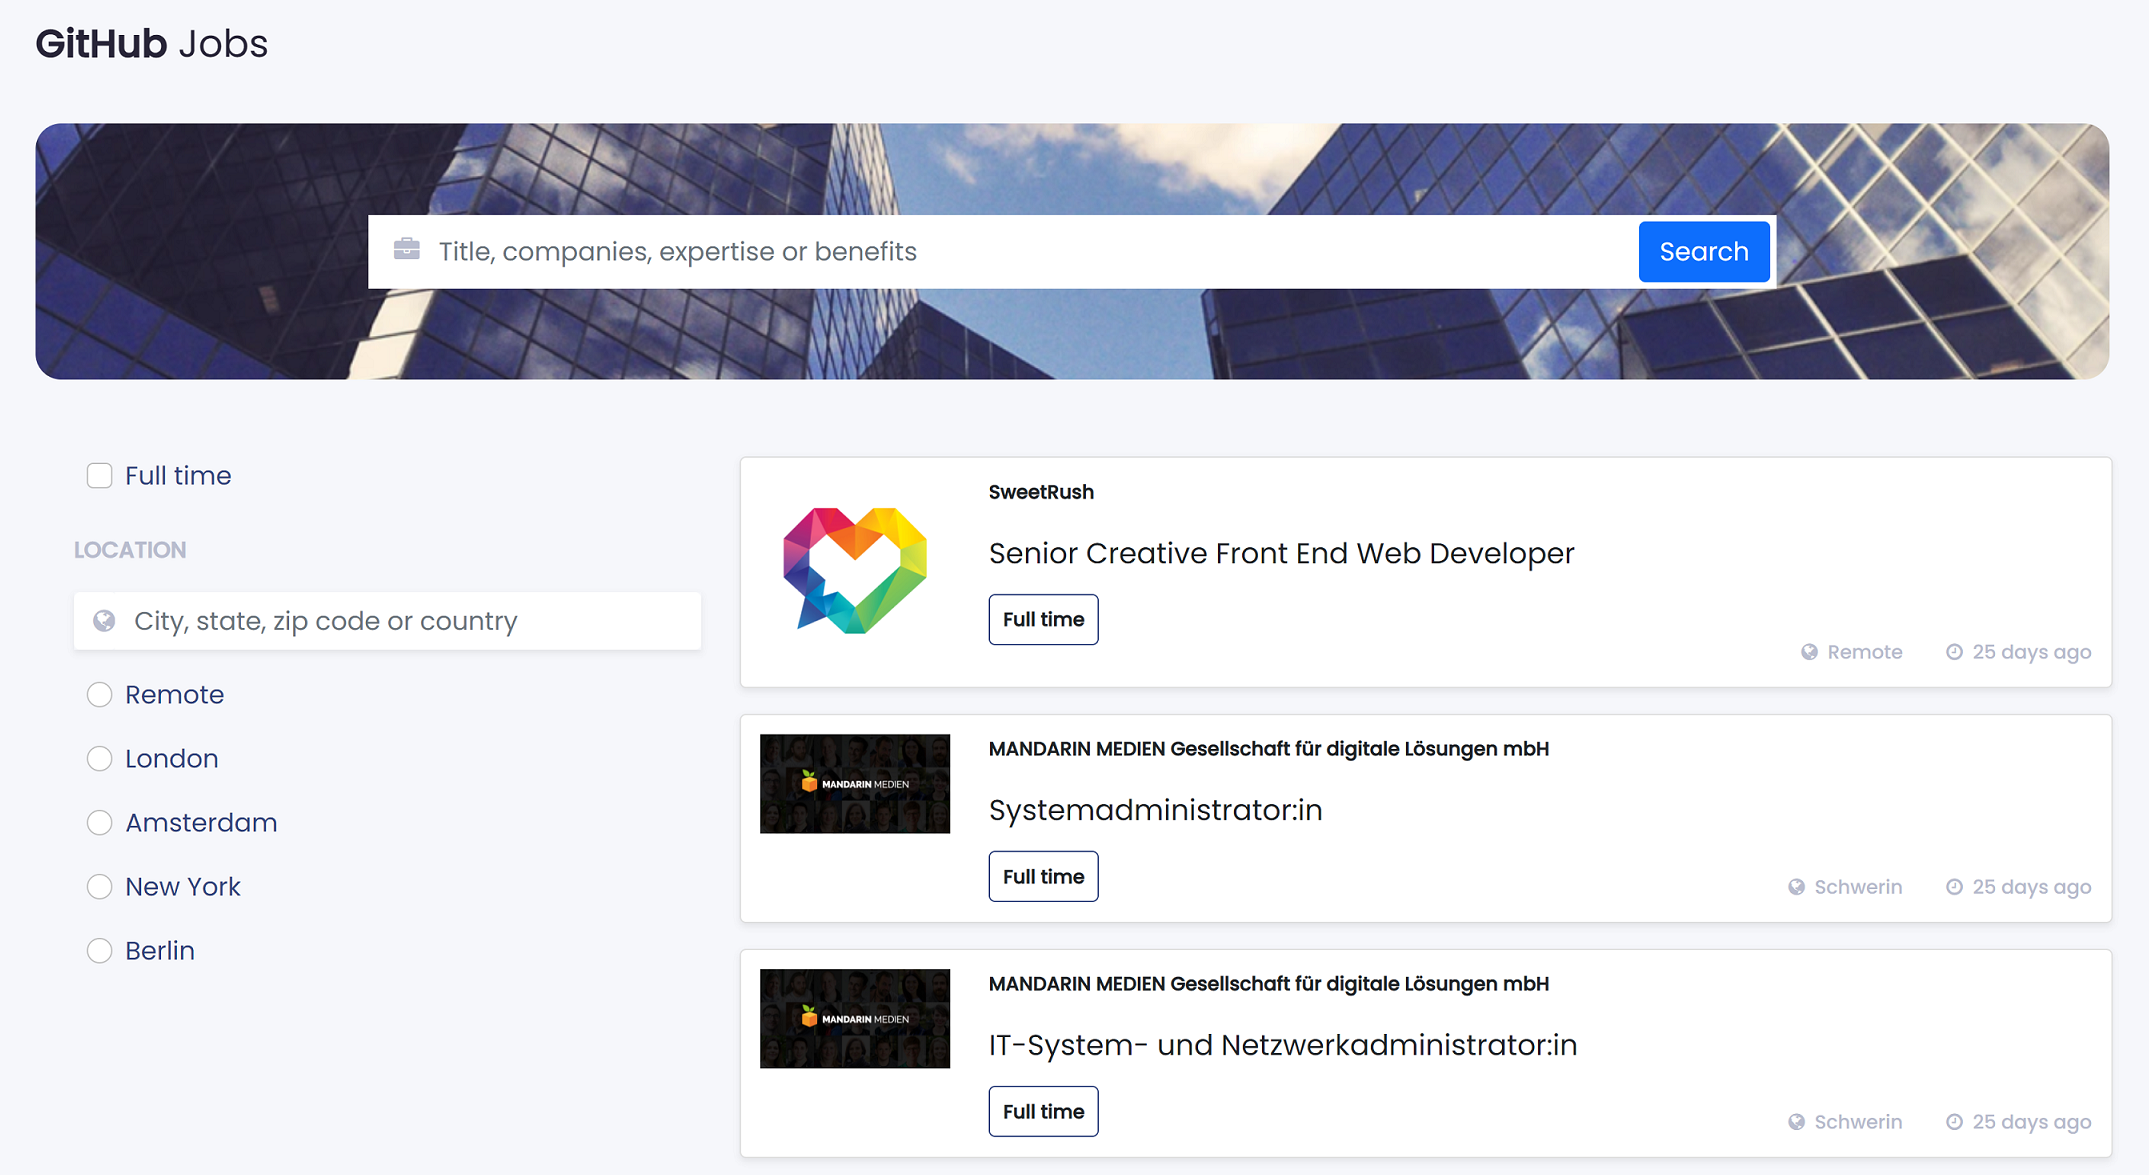 GitHub Jobs
Title, companies, expertise or benefits
Search
Full time
LOCATION
City, state, zip code or country
Remote
London
Amsterdam
New York
Berlin
SweetRush
Senior Creative Front End Web Developer
Full time
Remote
25 days ago
MANDARIN MEDIEN
MANDARIN MEDIEN Gesellschaft für digitale Lösungen mbH
Systemadministrator:in
Full time
Schwerin
25 days ago
MANDARIN MEDIEN
MANDARIN MEDIEN Gesellschaft für digitale Lösungen mbH
IT-System- und Netzwerkadministrator:in
Full time
Schwerin
25 days ago